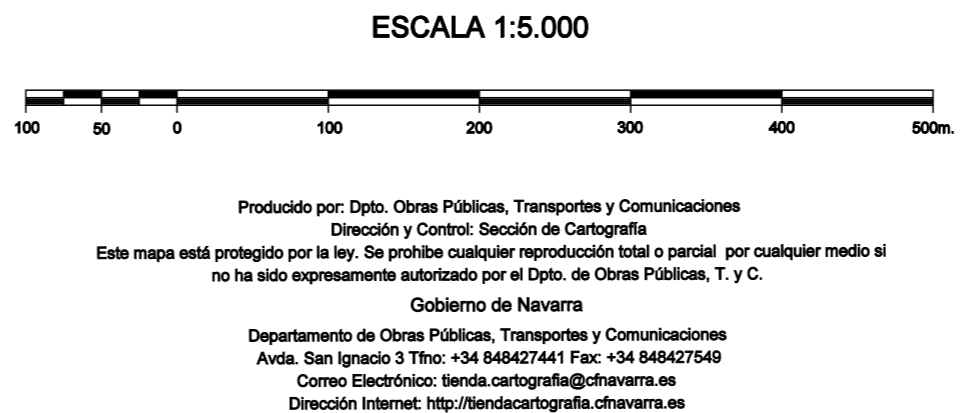 ESCALA 1:5.000
100 50 0 100 200 300 400 500m.
Producido por: Dpto. Obras Públicas, Transportes y Comunicaciones
Dirección y Control: Sección de Cartografía
Este mapa está protegido por la ley. Se prohibe cualquier reproducción total o parcial por cualquier medio si
no ha sido expresamente autorizado por el Dpto. de Obras Públicas, T. y C.
Gobierno de Navarra
Departamento de Obras Públicas, Transportes y Comunicaciones
Avda. San Ignacio 3 Tfno: +34 848427441 Fax: +34 848427549
Correo Electrónico: tienda.cartografia@cfnavarra.es
Dirección Internet: http://tiendacartografia.cfnavarra.es